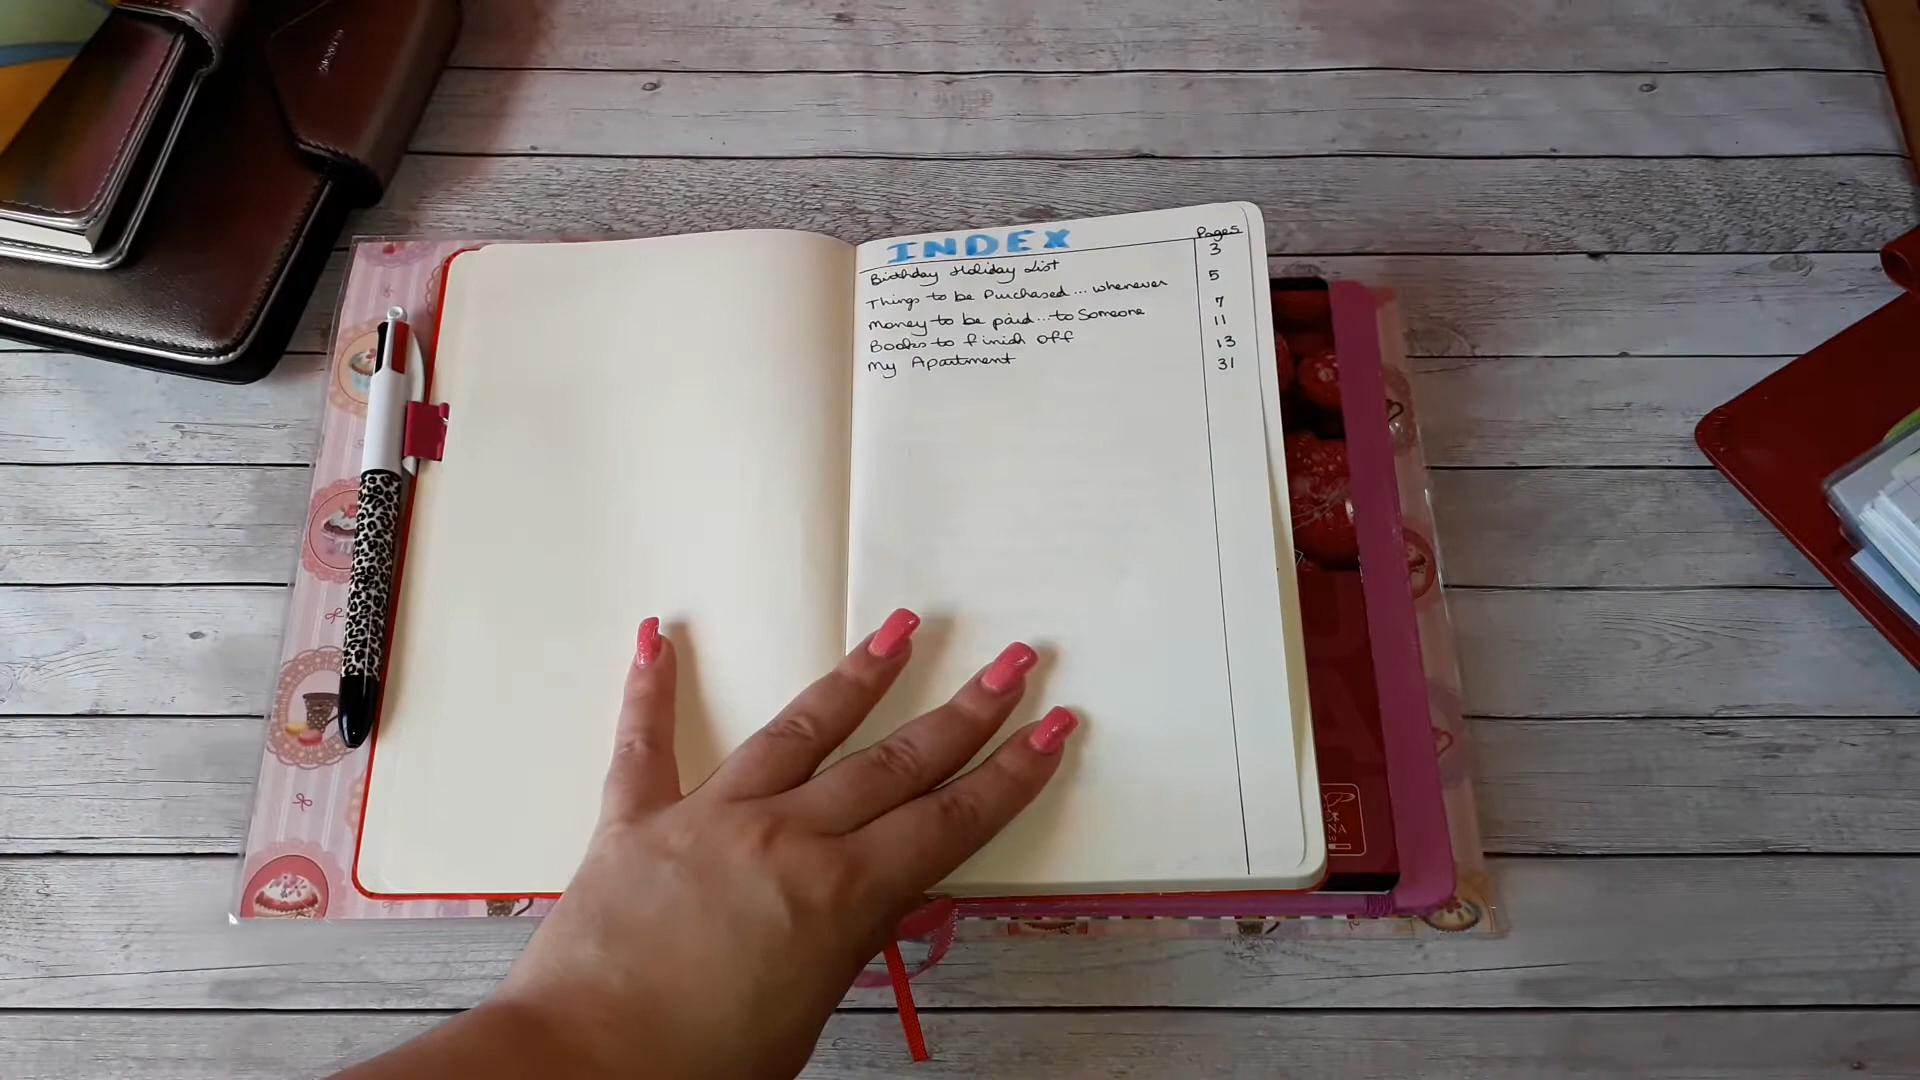 INDEX Pages
Birthday Holiday List 3
Things to be Purchased... whenever 5
Money to be paid... to Someone 7
Books to finish off 11
My Apartment 13
31